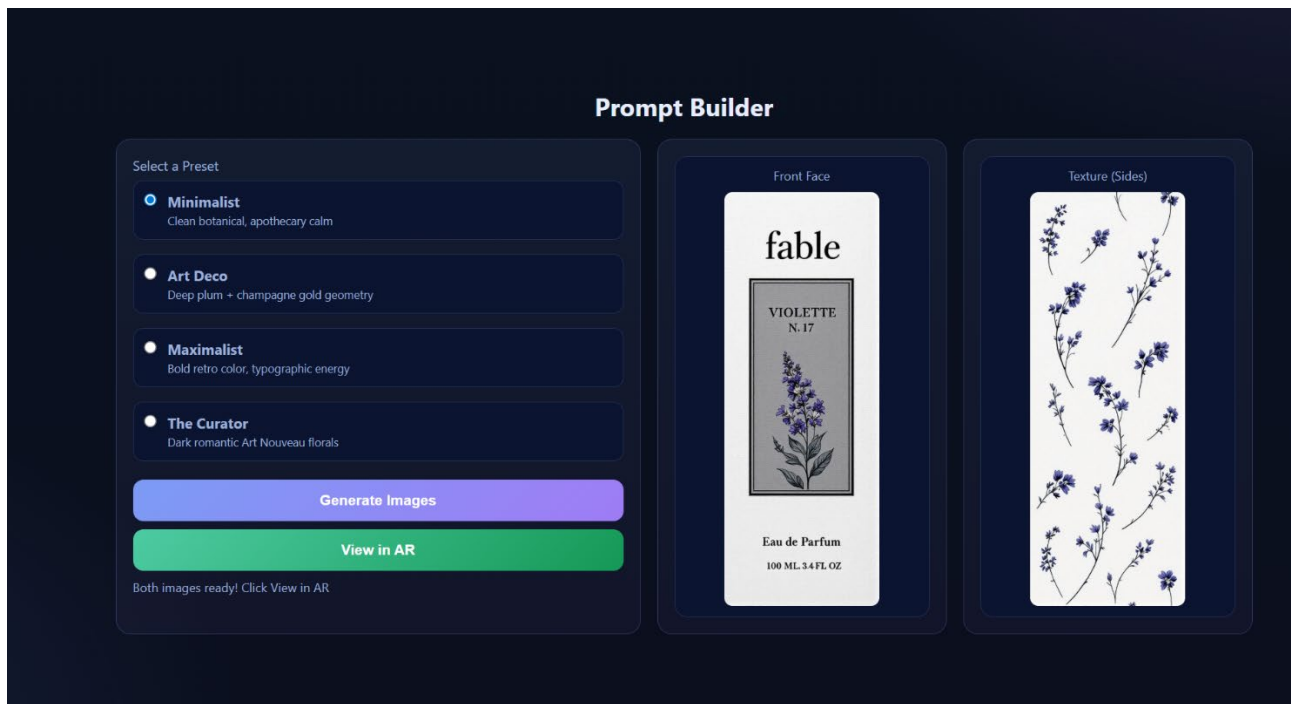 Prompt Builder
Select a Preset
Minimalist
Clean botanical, apothecary calm
Art Deco
Deep plum + champagne gold geometry
Maximalist
Bold retro color, typographic energy
The Curator
Dark romantic Art Nouveau florals
Generate Images
View in AR
Both images ready! Click View in AR
Front Face
fable
VIOLETTE
N. 17
Eau de Parfum
100 ML. 3.4 FL OZ
Texture (Sides)